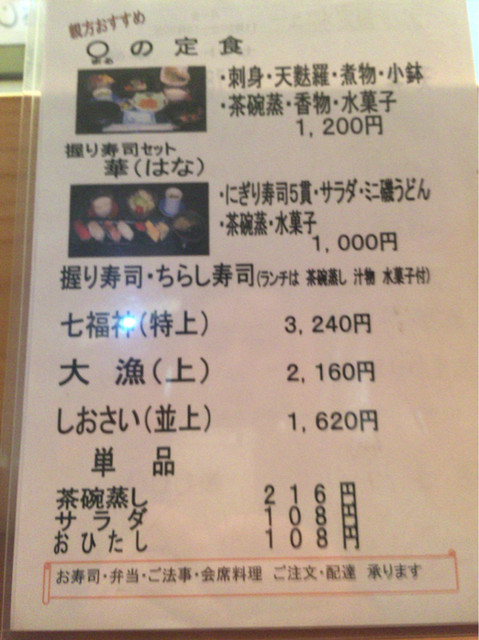 親方おすすめ
の定食
・刺身・天麩羅・煮物・小鉢
・茶碗蒸・香物・水菓子
1,200円
握り寿司セット
華(はな)
・にぎり寿司5貫・サラダ・ミニ磯うどん
・茶碗蒸・水菓子
1,000円
握り寿司・ちらし寿司(ランチは 茶碗蒸し 汁物 水菓子付)
七福神(特上) 3,240円
大漁(上) 2,160円
しおさい(並上) 1,620円
単品
茶碗蒸し 216円
サラダ 108円
おひたし 108円
お寿司・弁当・ご法事・会席料理 ご注文・配達 承ります